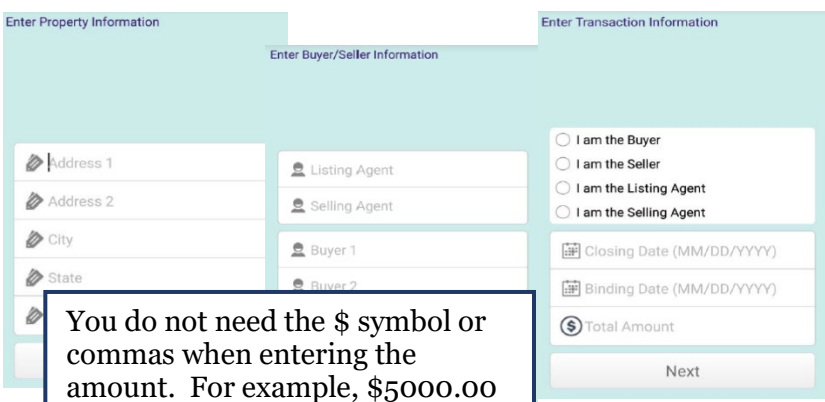 Enter Property Information
Address 1
Address 2
City
State
Enter Buyer/Seller Information
Listing Agent
Selling Agent
Buyer 1
Buyer 2
Enter Transaction Information
I am the Buyer
I am the Seller
I am the Listing Agent
I am the Selling Agent
Closing Date (MM/DD/YYYY)
Binding Date (MM/DD/YYYY)
Total Amount
Next
You do not need the $ symbol or
commas when entering the
amount. For example, $5000.00